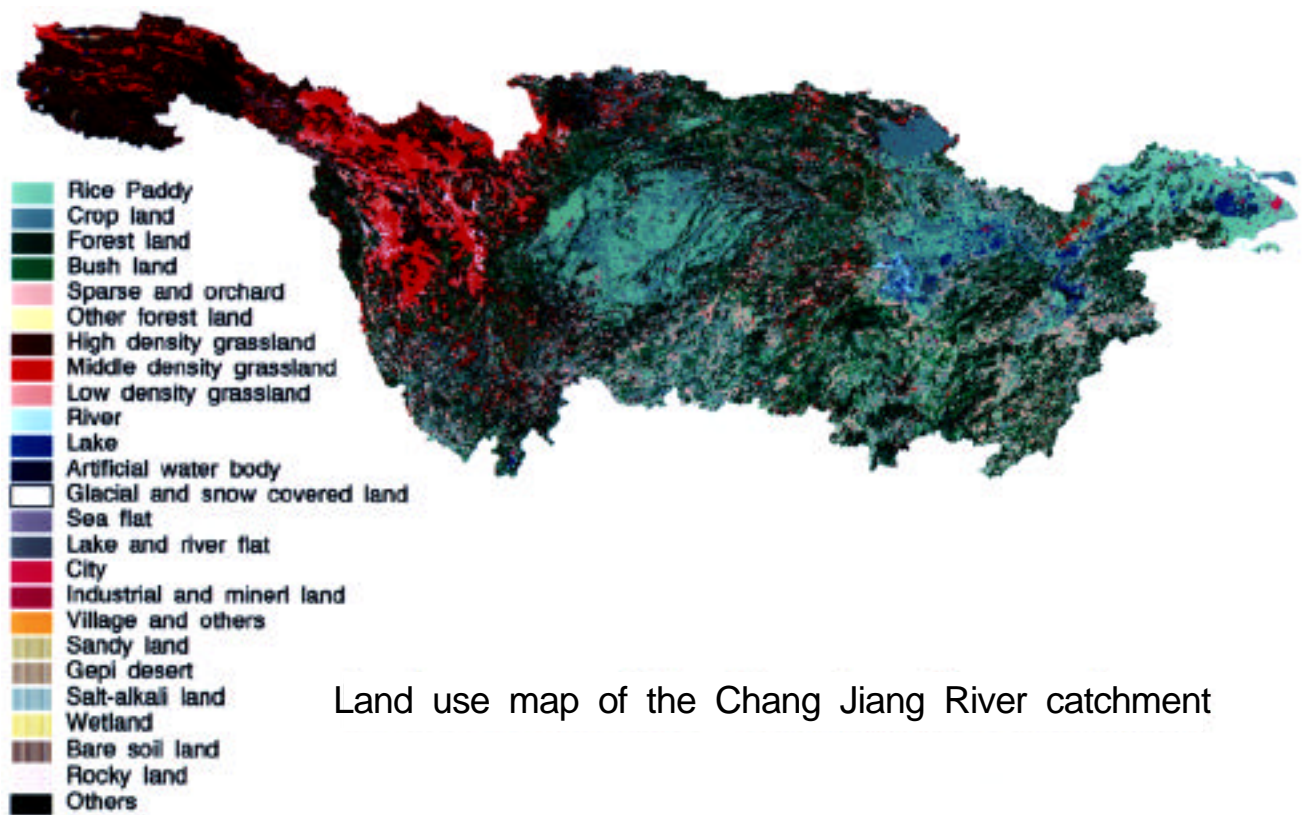 Rice Paddy
Crop land
Forest land
Bush land
Sparse and orchard
Other forest land
High density grassland
Middle density grassland
Low density grassland
River
Lake
Artificial water body
Glacial and snow covered land
Sea flat
Lake and river flat
City
Industrial and minerl land
Village and others
Sandy land
Gepi desert
Salt-alkali land
Wetland
Bare soil land
Rocky land
Others
Land use map of the Chang Jiang River catchment